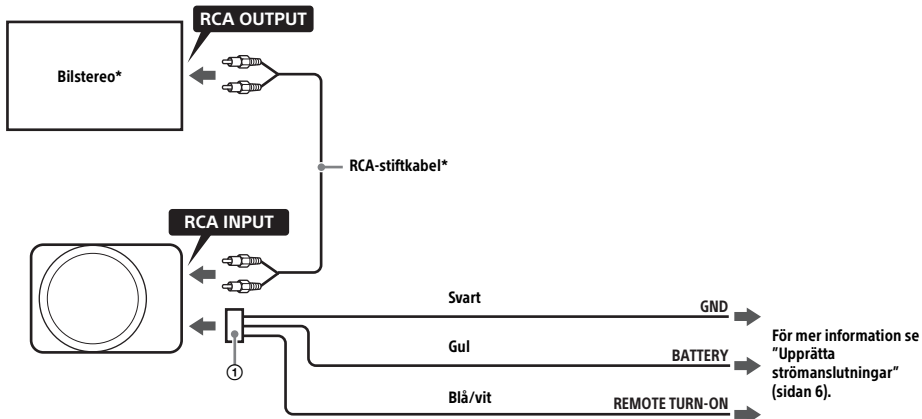 RCA OUTPUT
Bilstereo*
RCA-stiftkabel*
RCA INPUT
Svart
GND
Gul
BATTERY
Blå/vit
REMOTE TURN-ON
①
För mer information se
"Upprätta
strömanslutningar"
(sidan 6).